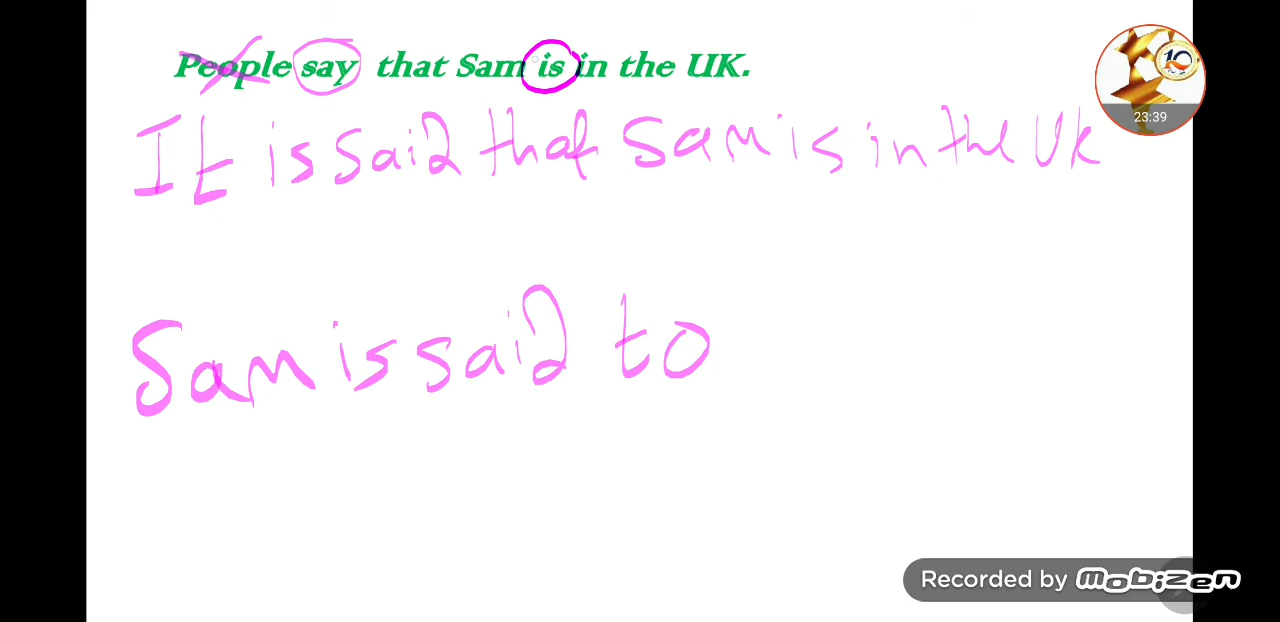 People say that Sam is in the UK.
10
23:39
It is said that Sam is in the Uk
Sam is said to
Recorded by Mobizen